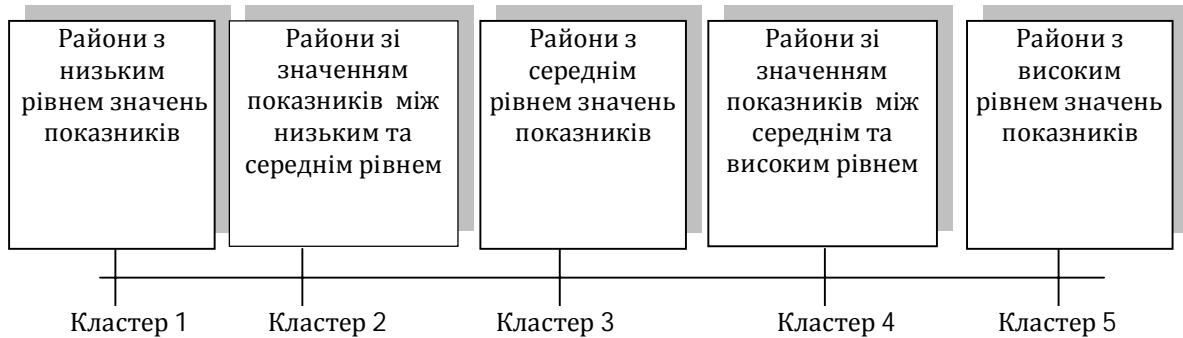 Райони з
низьким
рівнем значень
показників
Райони зі
значенням
показників між
низьким та
середнім рівнем
Райони з
середнім
рівнем значень
показників
Райони зі
значенням
показників між
середнім та
високим рівнем
Райони з
високим
рівнем значень
показників
Кластер 1
Кластер 2
Кластер 3
Кластер 4
Кластер 5